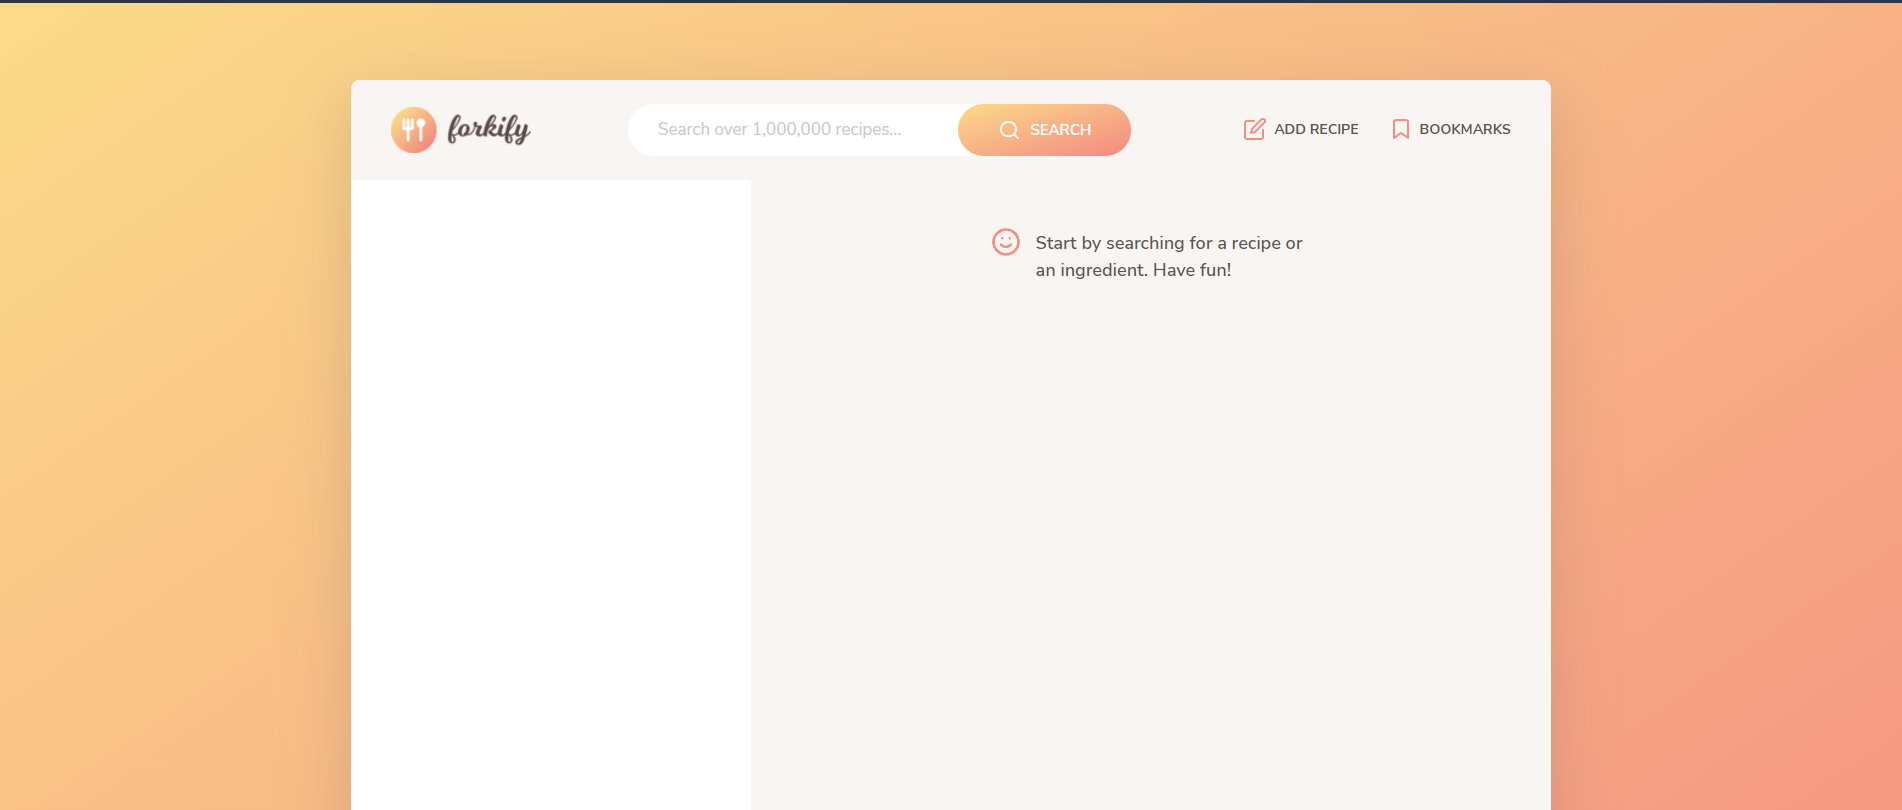 forkify
Search over 1,000,000 recipes...
SEARCH
ADD RECIPE
BOOKMARKS
Start by searching for a recipe or
an ingredient. Have fun!